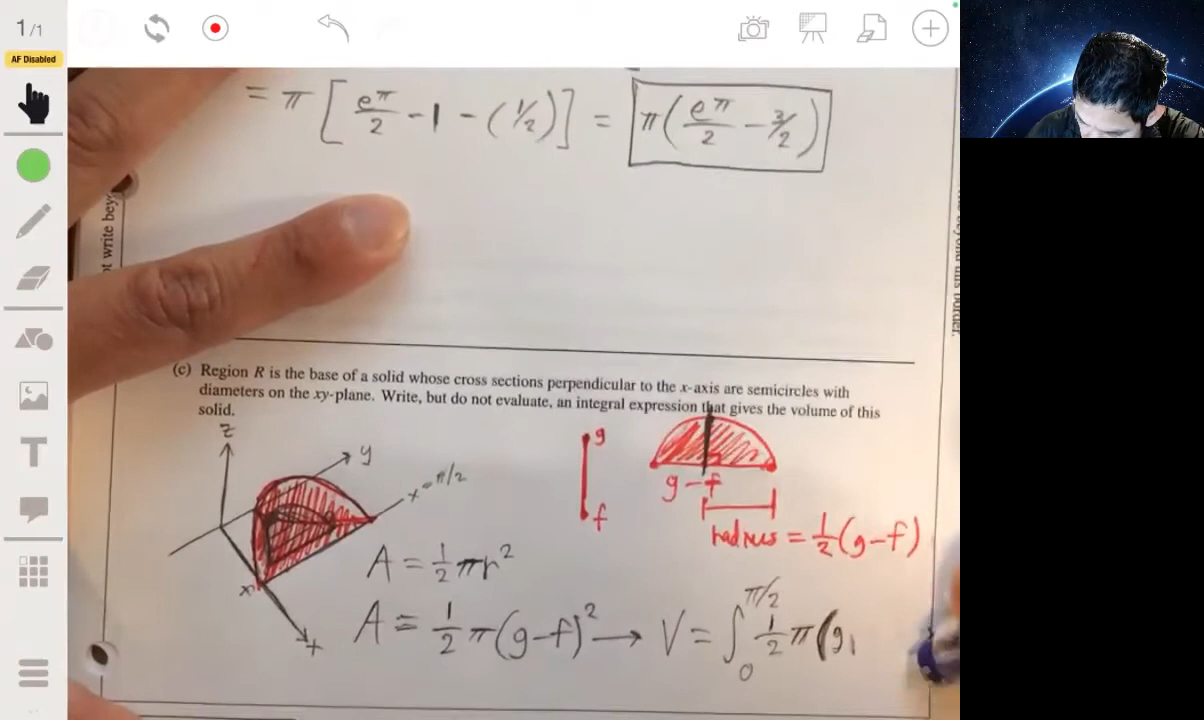 1/1
AF Disabled
= π [ e^π/2 - 1 - (1/2) ] = π( e^π/2 - 3/2 )
(c) Region R is the base of a solid whose cross sections perpendicular to the x-axis are semicircles with
diameters on the xy-plane. Write, but do not evaluate, an integral expression that gives the volume of this
solid.
z
y
x = π/2
g
f
g-f
radius = 1/2 (g-f)
A = 1/2 πr²
x
A = 1/2 π(g-f)² → V = ∫₀^π/2 1/2 π (g
T